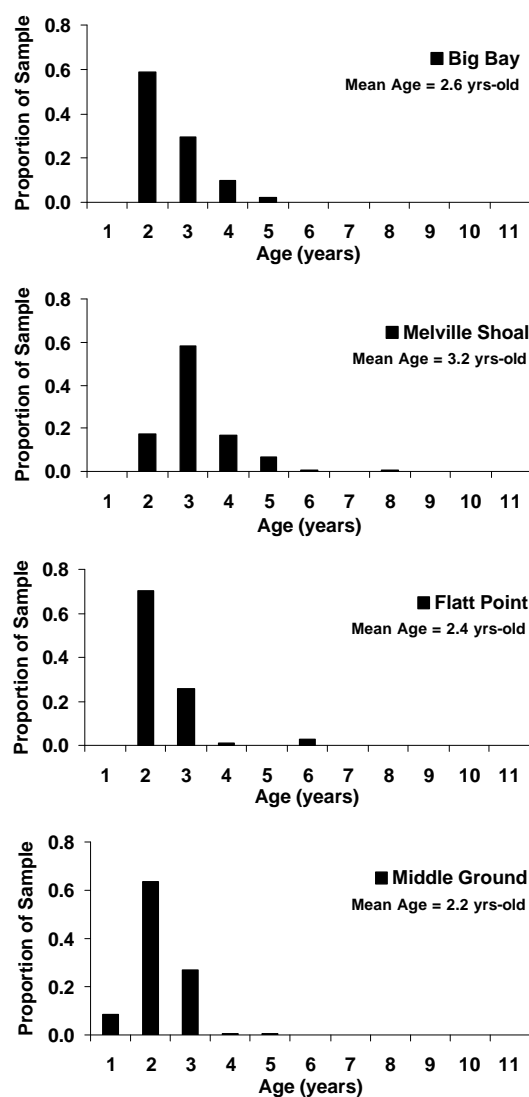 Proportion of Sample
0.8
0.6
0.4
0.2
0.0
Big Bay
Mean Age = 2.6 yrs-old
1 2 3 4 5 6 7 8 9 10 11
Age (years)
Proportion of Sample
0.8
0.6
0.4
0.2
0.0
Melville Shoal
Mean Age = 3.2 yrs-old
1 2 3 4 5 6 7 8 9 10 11
Age (years)
Proportion of Sample
0.8
0.6
0.4
0.2
0.0
Flatt Point
Mean Age = 2.4 yrs-old
1 2 3 4 5 6 7 8 9 10 11
Age (years)
Proportion of Sample
0.8
0.6
0.4
0.2
0.0
Middle Ground
Mean Age = 2.2 yrs-old
1 2 3 4 5 6 7 8 9 10 11
Age (years)